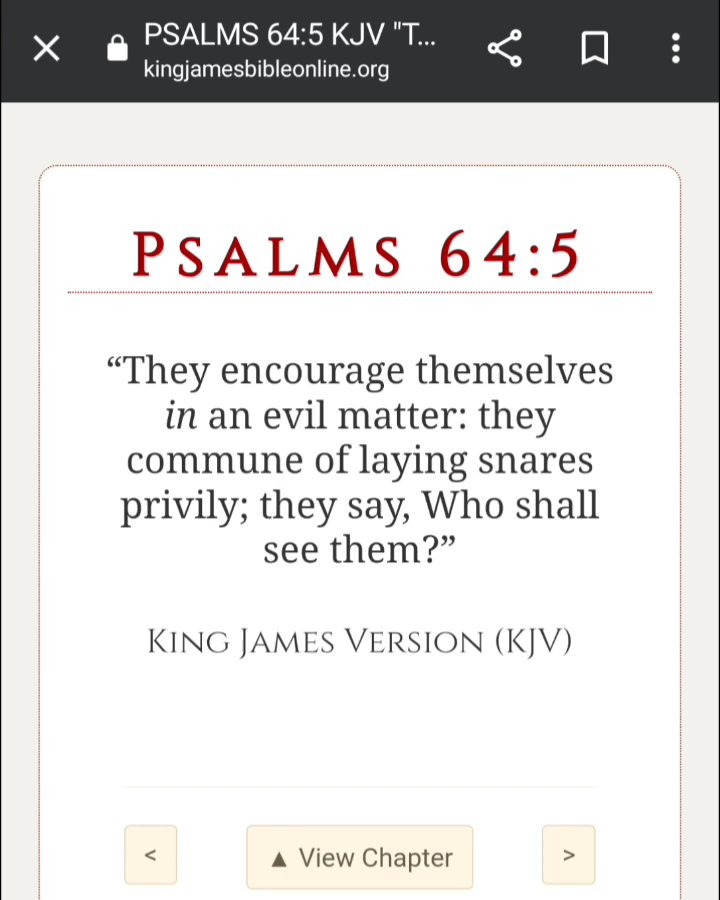 PSALMS 64:5 KJV "T...
kingjamesbibleonline.org
PSALMS 64:5
“They encourage themselves
in an evil matter: they
commune of laying snares
privily; they say, Who shall
see them?”
KING JAMES VERSION (KJV)
<
▲ View Chapter
>